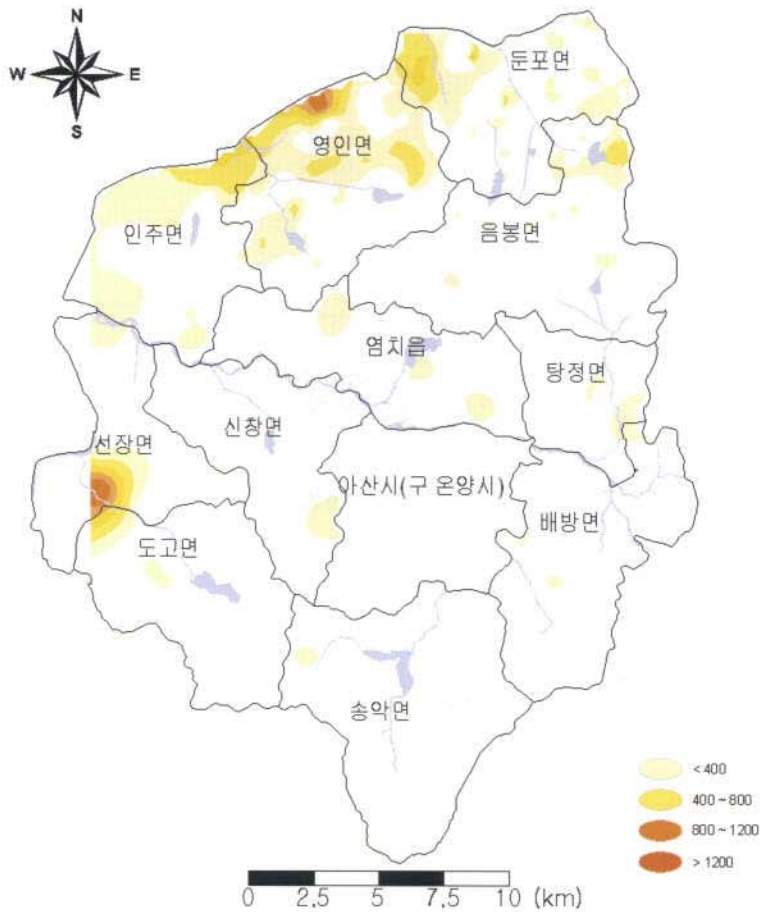 N
W E
S
둔포면
영인면
인주면
음봉면
염치읍
탕정면
신창면
선장면
아산시(구 온양시)
배방면
도고면
송악면
< 400
400 ~ 800
800 ~ 1200
> 1200
0 2,5 5 7,5 10 (km)